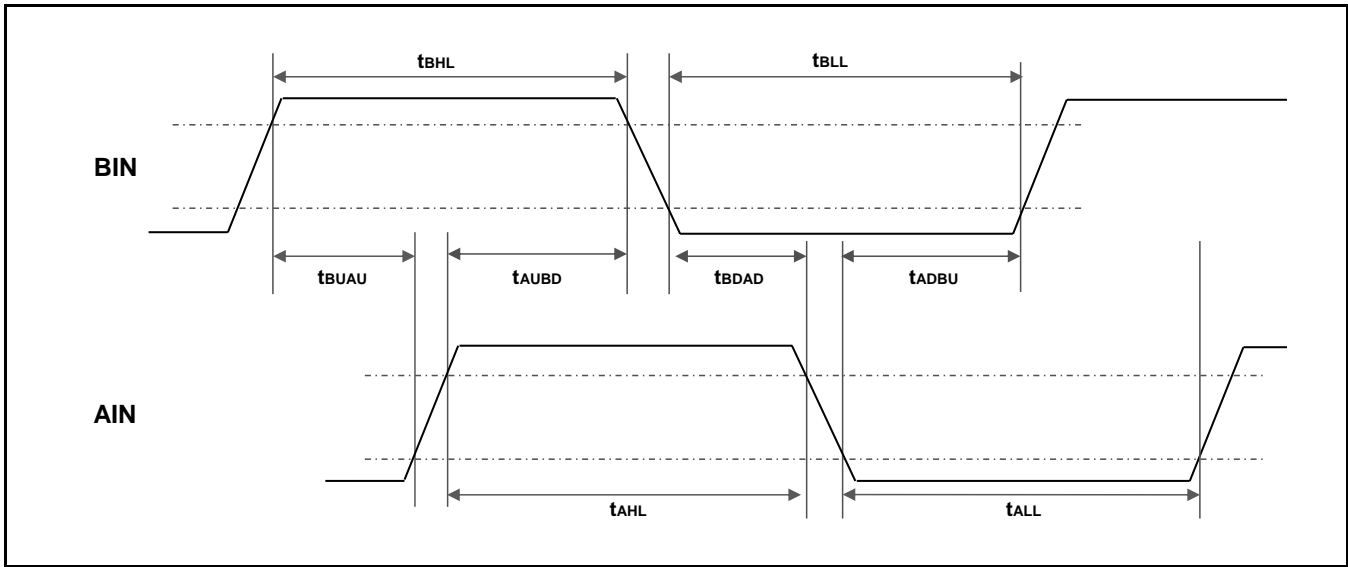 tBHL
tBLL
BIN
tBUAU
tAUBD
tBDAD
tADBU
AIN
tAHL
tALL